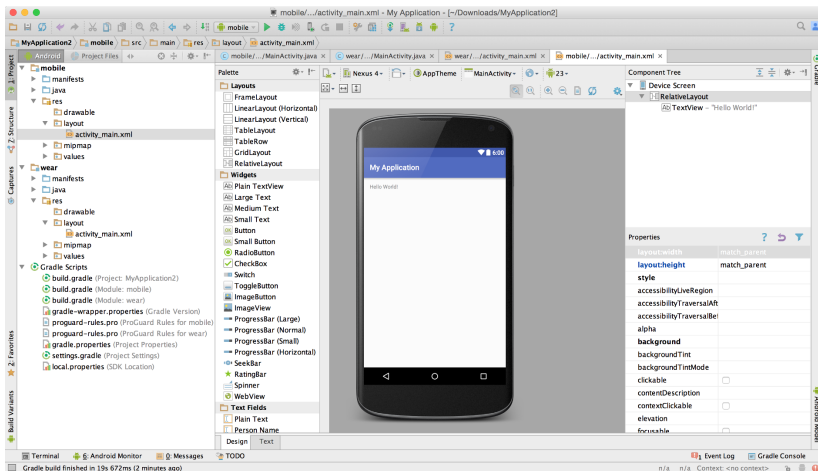 mobile/.../activity_main.xml - My Application - [~/Downloads/MyApplication2]
mobile
MyApplication2 mobile src main res layout activity_main.xml
Android Project Files
mobile/.../MainActivity.java wear/.../MainActivity.java wear/.../activity_main.xml mobile/.../activity_main.xml
1: Project
Z: Structure
Captures
2: Favorites
Build Variants
mobile
manifests
java
res
drawable
layout
activity_main.xml
mipmap
values
wear
manifests
java
res
drawable
layout
activity_main.xml
mipmap
values
Gradle Scripts
build.gradle (Project: MyApplication2)
build.gradle (Module: mobile)
build.gradle (Module: wear)
gradle-wrapper.properties (Gradle Version)
proguard-rules.pro (ProGuard Rules for mobile)
proguard-rules.pro (ProGuard Rules for wear)
gradle.properties (Project Properties)
settings.gradle (Project Settings)
local.properties (SDK Location)
Palette
Layouts
FrameLayout
LinearLayout (Horizontal)
LinearLayout (Vertical)
TableLayout
TableRow
GridLayout
RelativeLayout
Widgets
Plain TextView
Large Text
Medium Text
Small Text
Button
Small Button
RadioButton
CheckBox
Switch
ToggleButton
ImageButton
ImageView
ProgressBar (Large)
ProgressBar (Normal)
ProgressBar (Small)
ProgressBar (Horizontal)
SeekBar
RatingBar
Spinner
WebView
Text Fields
Plain Text
Person Name
Nexus 4 AppTheme MainActivity 23
6:00
My Application
Hello World!
Design Text
Component Tree
Device Screen
RelativeLayout
Ab TextView - "Hello World!"
Properties
layout:width match_parent
layout:height match_parent
style
accessibilityLiveRegion
accessibilityTraversalAft
accessibilityTraversalBef
alpha
background
backgroundTint
backgroundTintMode
clickable
contentDescription
contextClickable
elevation
focusable
Gradle
Android Model
Terminal 6: Android Monitor 0: Messages TODO
1 Event Log Gradle Console
Gradle build finished in 19s 672ms (2 minutes ago)
n/a n/a Context: <no context>